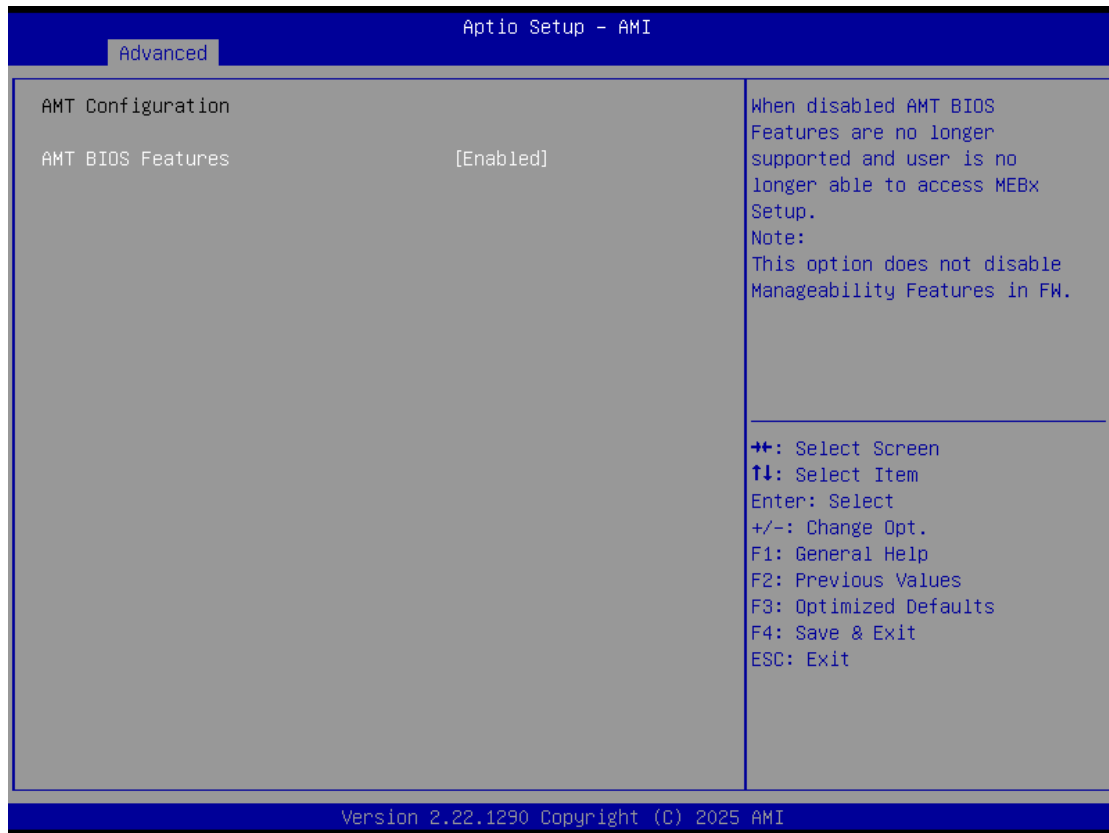 Aptio Setup – AMI
Advanced
AMT Configuration
AMT BIOS Features [Enabled]
When disabled AMT BIOS
Features are no longer
supported and user is no
longer able to access MEBx
Setup.
Note:
This option does not disable
Manageability Features in FW.
→←: Select Screen
↑↓: Select Item
Enter: Select
+/-: Change Opt.
F1: General Help
F2: Previous Values
F3: Optimized Defaults
F4: Save & Exit
ESC: Exit
Version 2.22.1290 Copyright (C) 2025 AMI